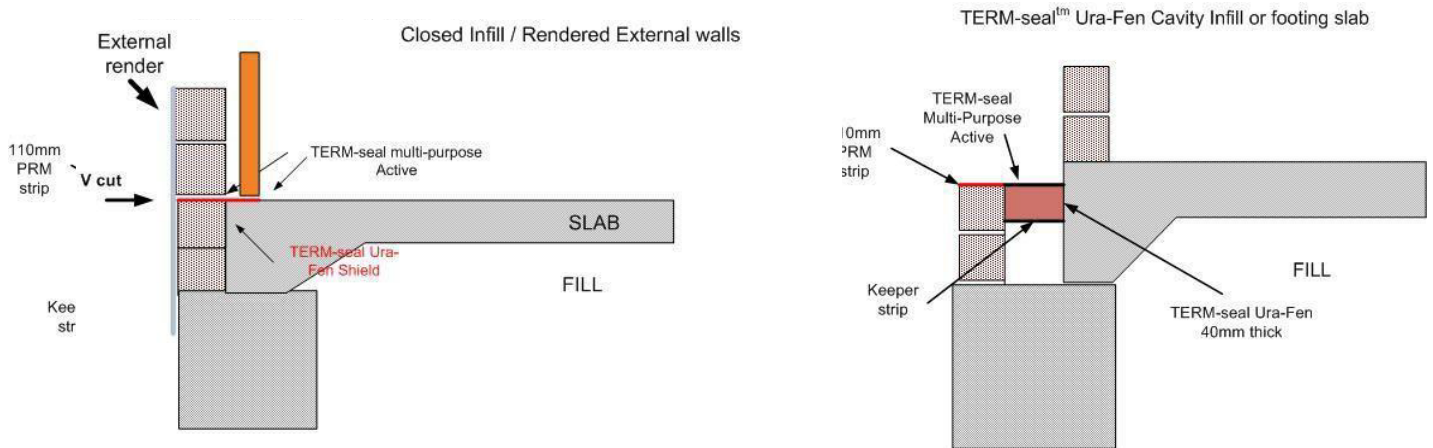 Closed Infill / Rendered External walls
External
render
110mm
PRM
strip
V cut
TERM-seal multi-purpose
Active
SLAB
TERM-seal Ura-
Fen Shield
FILL
Kee
str
TERM-seal™ Ura-Fen Cavity Infill or footing slab
TERM-seal
Multi-Purpose
Active
0mm
PRM
strip
Keeper
strip
FILL
TERM-seal Ura-Fen
40mm thick